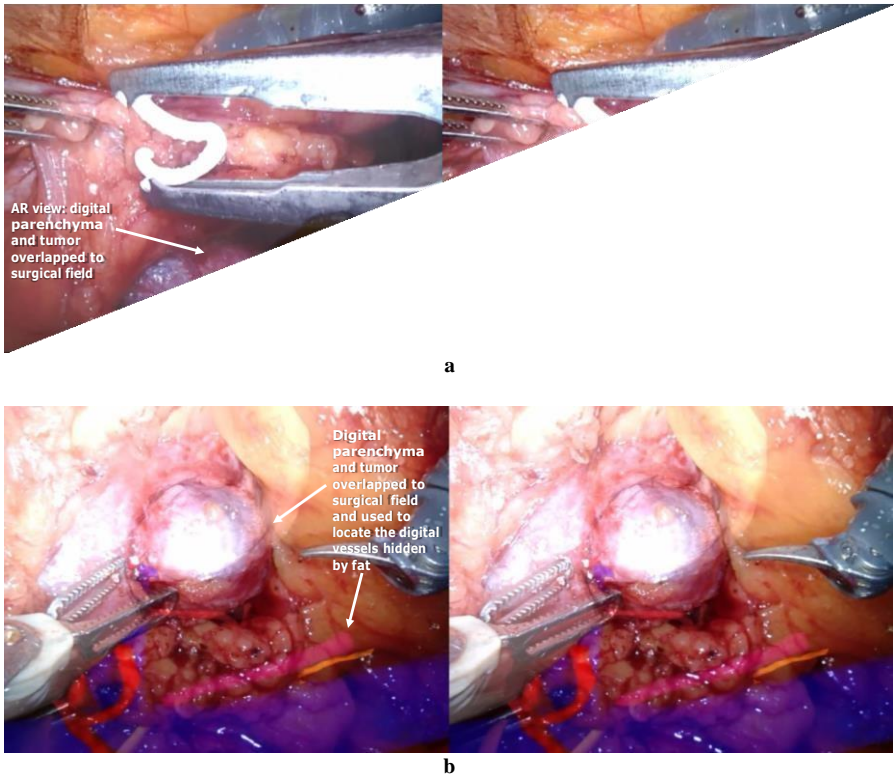 AR view: digital
parenchyma
and tumor
overlapped to
surgical field
a
Digital
parenchyma
and tumor
overlapped to
surgical field
and used to
locate the digital
vessels hidden
by fat
b